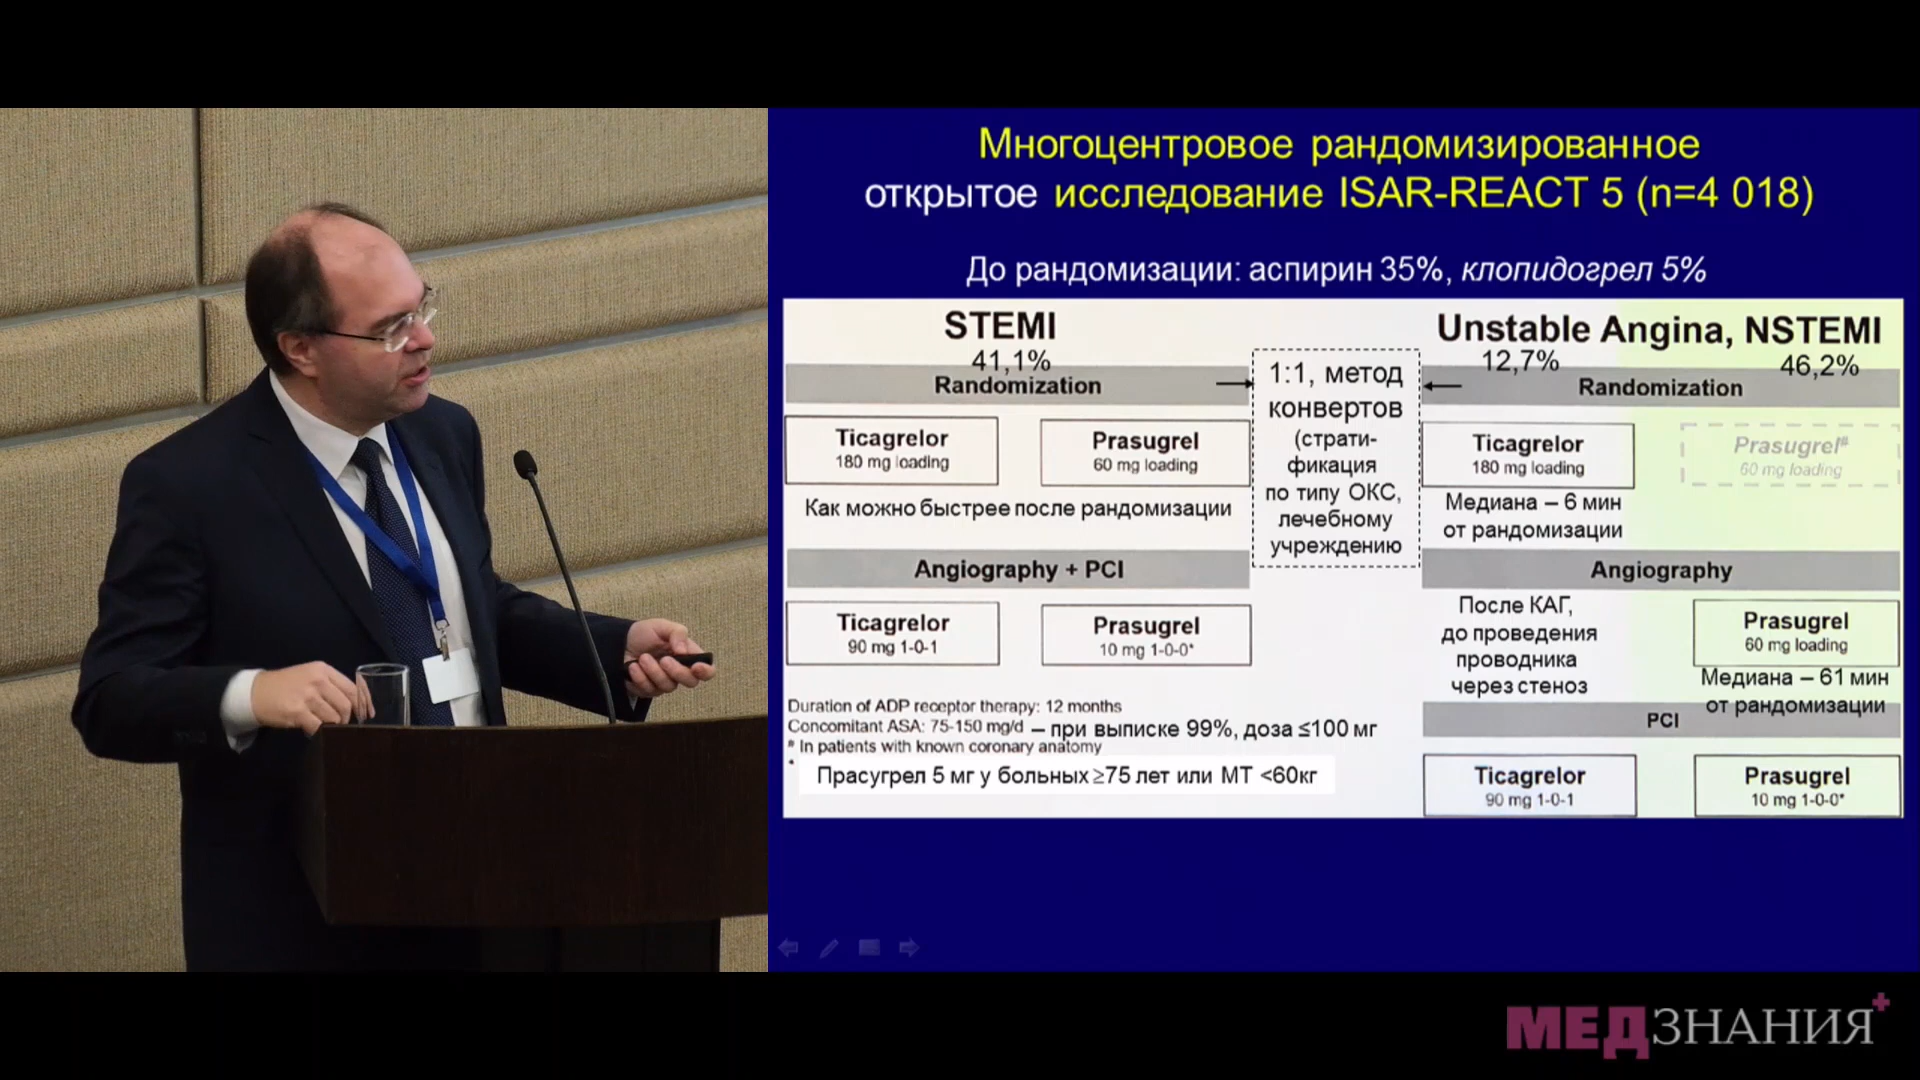 Многоцентровое рандомизированное
открытое исследование ISAR-REACT 5 (n=4 018)
До рандомизации: аспирин 35%, клопидогрел 5%
STEMI
41,1%
Randomization
Ticagrelor
180 mg loading
Prasugrel
60 mg loading
Как можно быстрее после рандомизации
Angiography + PCI
Ticagrelor
90 mg 1-0-1
Prasugrel
10 mg 1-0-0*
1:1, метод
конвертов
(страти-
фикация
по типу ОКС,
лечебному
учреждению
Unstable Angina, NSTEMI
12,7%
46,2%
Randomization
Ticagrelor
180 mg loading
Prasugrel#
60 mg loading
Медиана – 6 мин
от рандомизации
Angiography
После КАГ,
до проведения
проводника
через стеноз
Prasugrel
60 mg loading
Медиана – 61 мин
от рандомизации
PCI
Ticagrelor
90 mg 1-0-1
Prasugrel
10 mg 1-0-0*
Duration of ADP receptor therapy: 12 months
Concomitant ASA: 75-150 mg/d – при выписке 99%, доза ≤100 мг
# In patients with known coronary anatomy
* Прасугрел 5 мг у больных ≥75 лет или МТ <60кг
МЕДЗНАНИЯ+